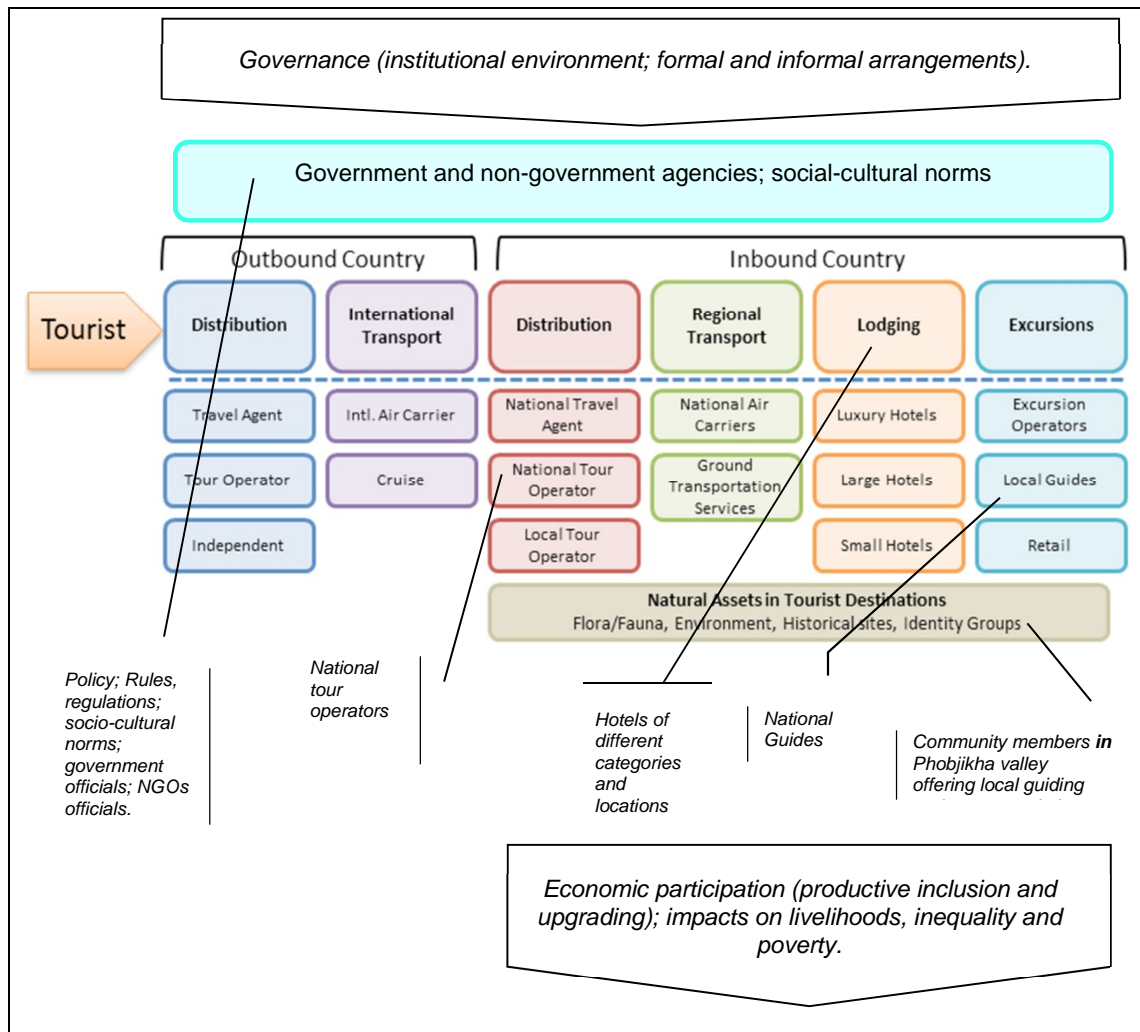 Governance (institutional environment; formal and informal arrangements).
Government and non-government agencies; social-cultural norms
Outbound Country
Inbound Country
Tourist
Distribution
International
Transport
Distribution
Regional
Transport
Lodging
Excursions
Travel Agent
Intl. Air Carrier
National Travel
Agent
National Air
Carriers
Luxury Hotels
Excursion
Operators
Tour Operator
Cruise
National Tour
Operator
Ground
Transportation
Services
Large Hotels
Local Guides
Independent
Local Tour
Operator
Small Hotels
Retail
Natural Assets in Tourist Destinations
Flora/Fauna, Environment, Historical sites, Identity Groups
Policy; Rules,
regulations;
socio-cultural
norms;
government
officials; NGOs
officials.
National
tour
operators
Hotels of
different
categories
and
locations
National
Guides
Community members in
Phobjikha valley
offering local guiding
Economic participation (productive inclusion and
upgrading); impacts on livelihoods, inequality and
poverty.